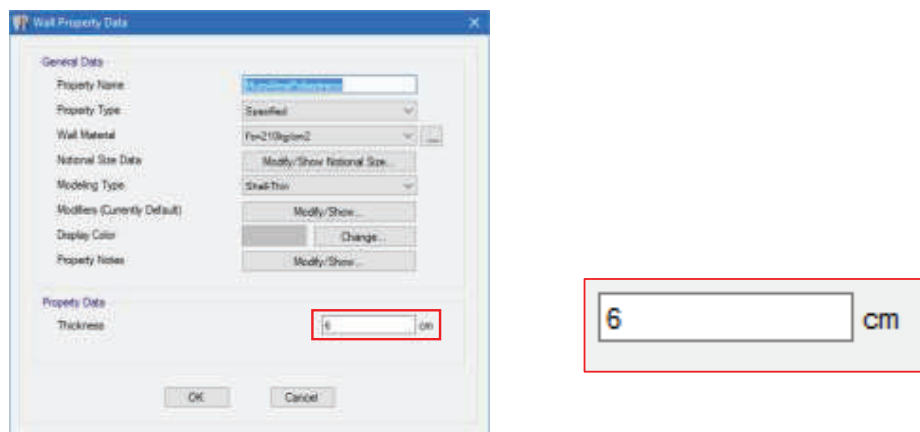 Wall Property Data
General Data
Property Name
Property Type Specified
Wall Material F'c=210kg/cm2 ...
Notional Size Data Modify/Show Notional Size...
Modeling Type Shell-Thin
Modifiers (Currently Default) Modify/Show...
Display Color Change...
Property Notes Modify/Show...
Property Data
Thickness 6 cm
OK Cancel
6 cm